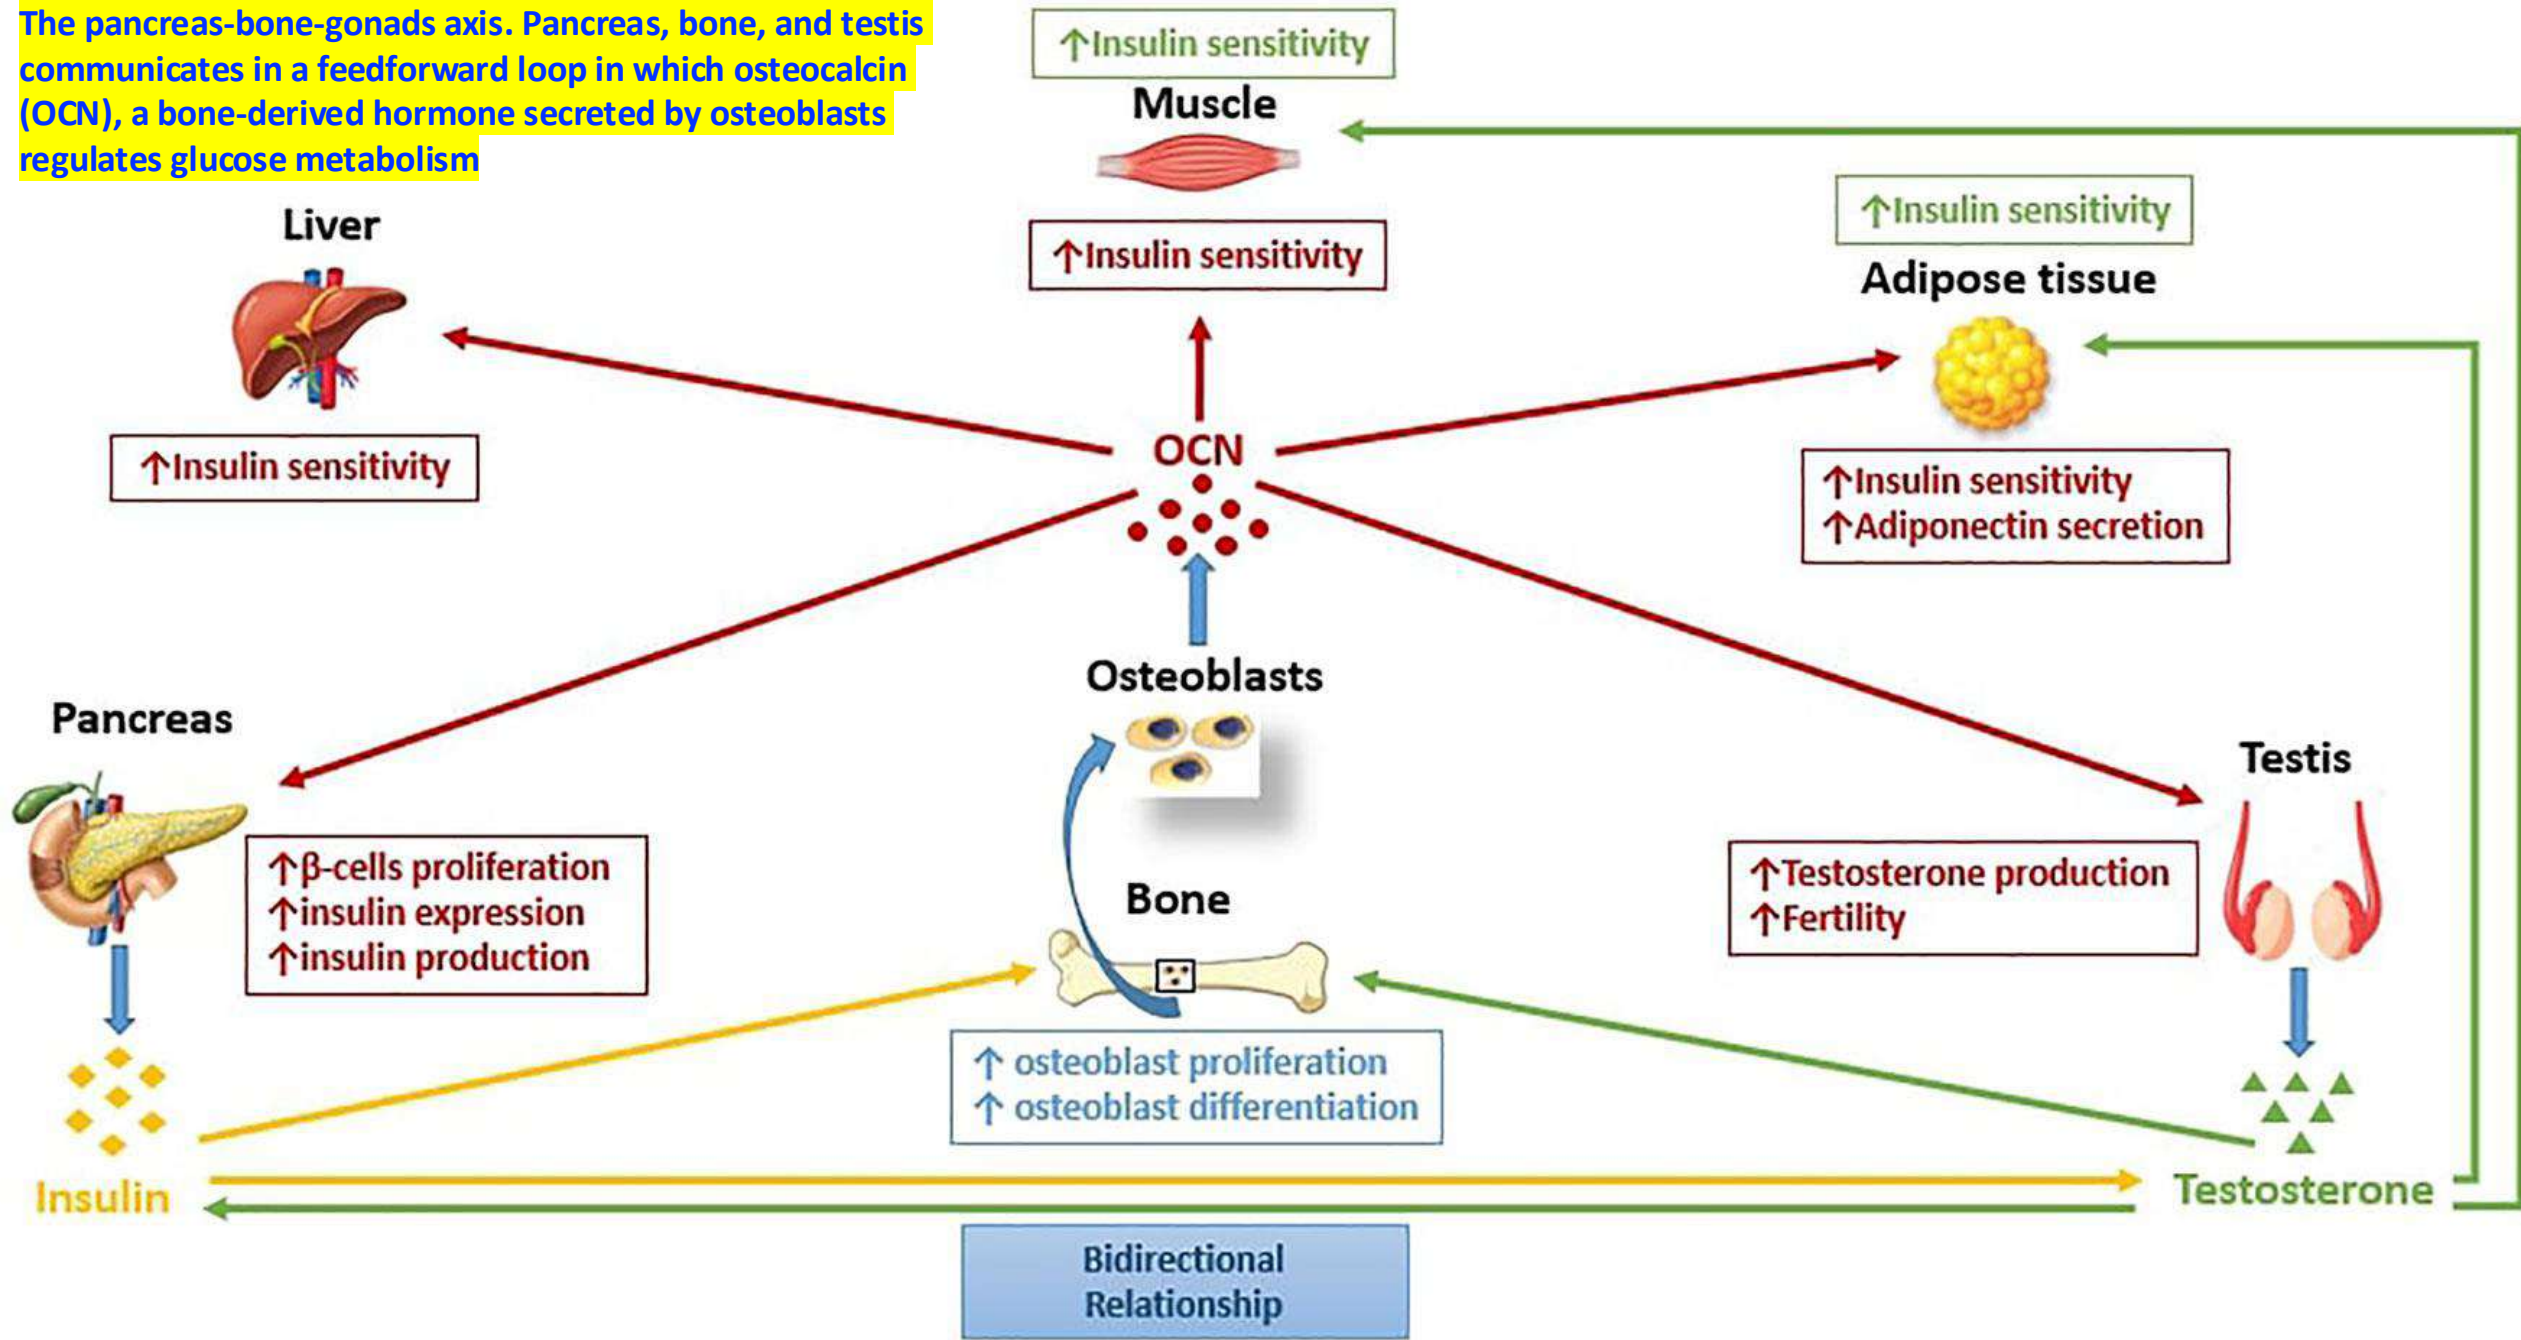 The pancreas-bone-gonads axis. Pancreas, bone, and testis
communicates in a feedforward loop in which osteocalcin
(OCN), a bone-derived hormone secreted by osteoblasts
regulates glucose metabolism
↑Insulin sensitivity
Muscle
↑Insulin sensitivity
↑Insulin sensitivity
Adipose tissue
↑Insulin sensitivity
↑Adiponectin secretion
Liver
↑Insulin sensitivity
OCN
Osteoblasts
Pancreas
↑β-cells proliferation
↑insulin expression
↑insulin production
Bone
↑ osteoblast proliferation
↑ osteoblast differentiation
Testis
↑Testosterone production
↑Fertility
Insulin
Testosterone
Bidirectional
Relationship